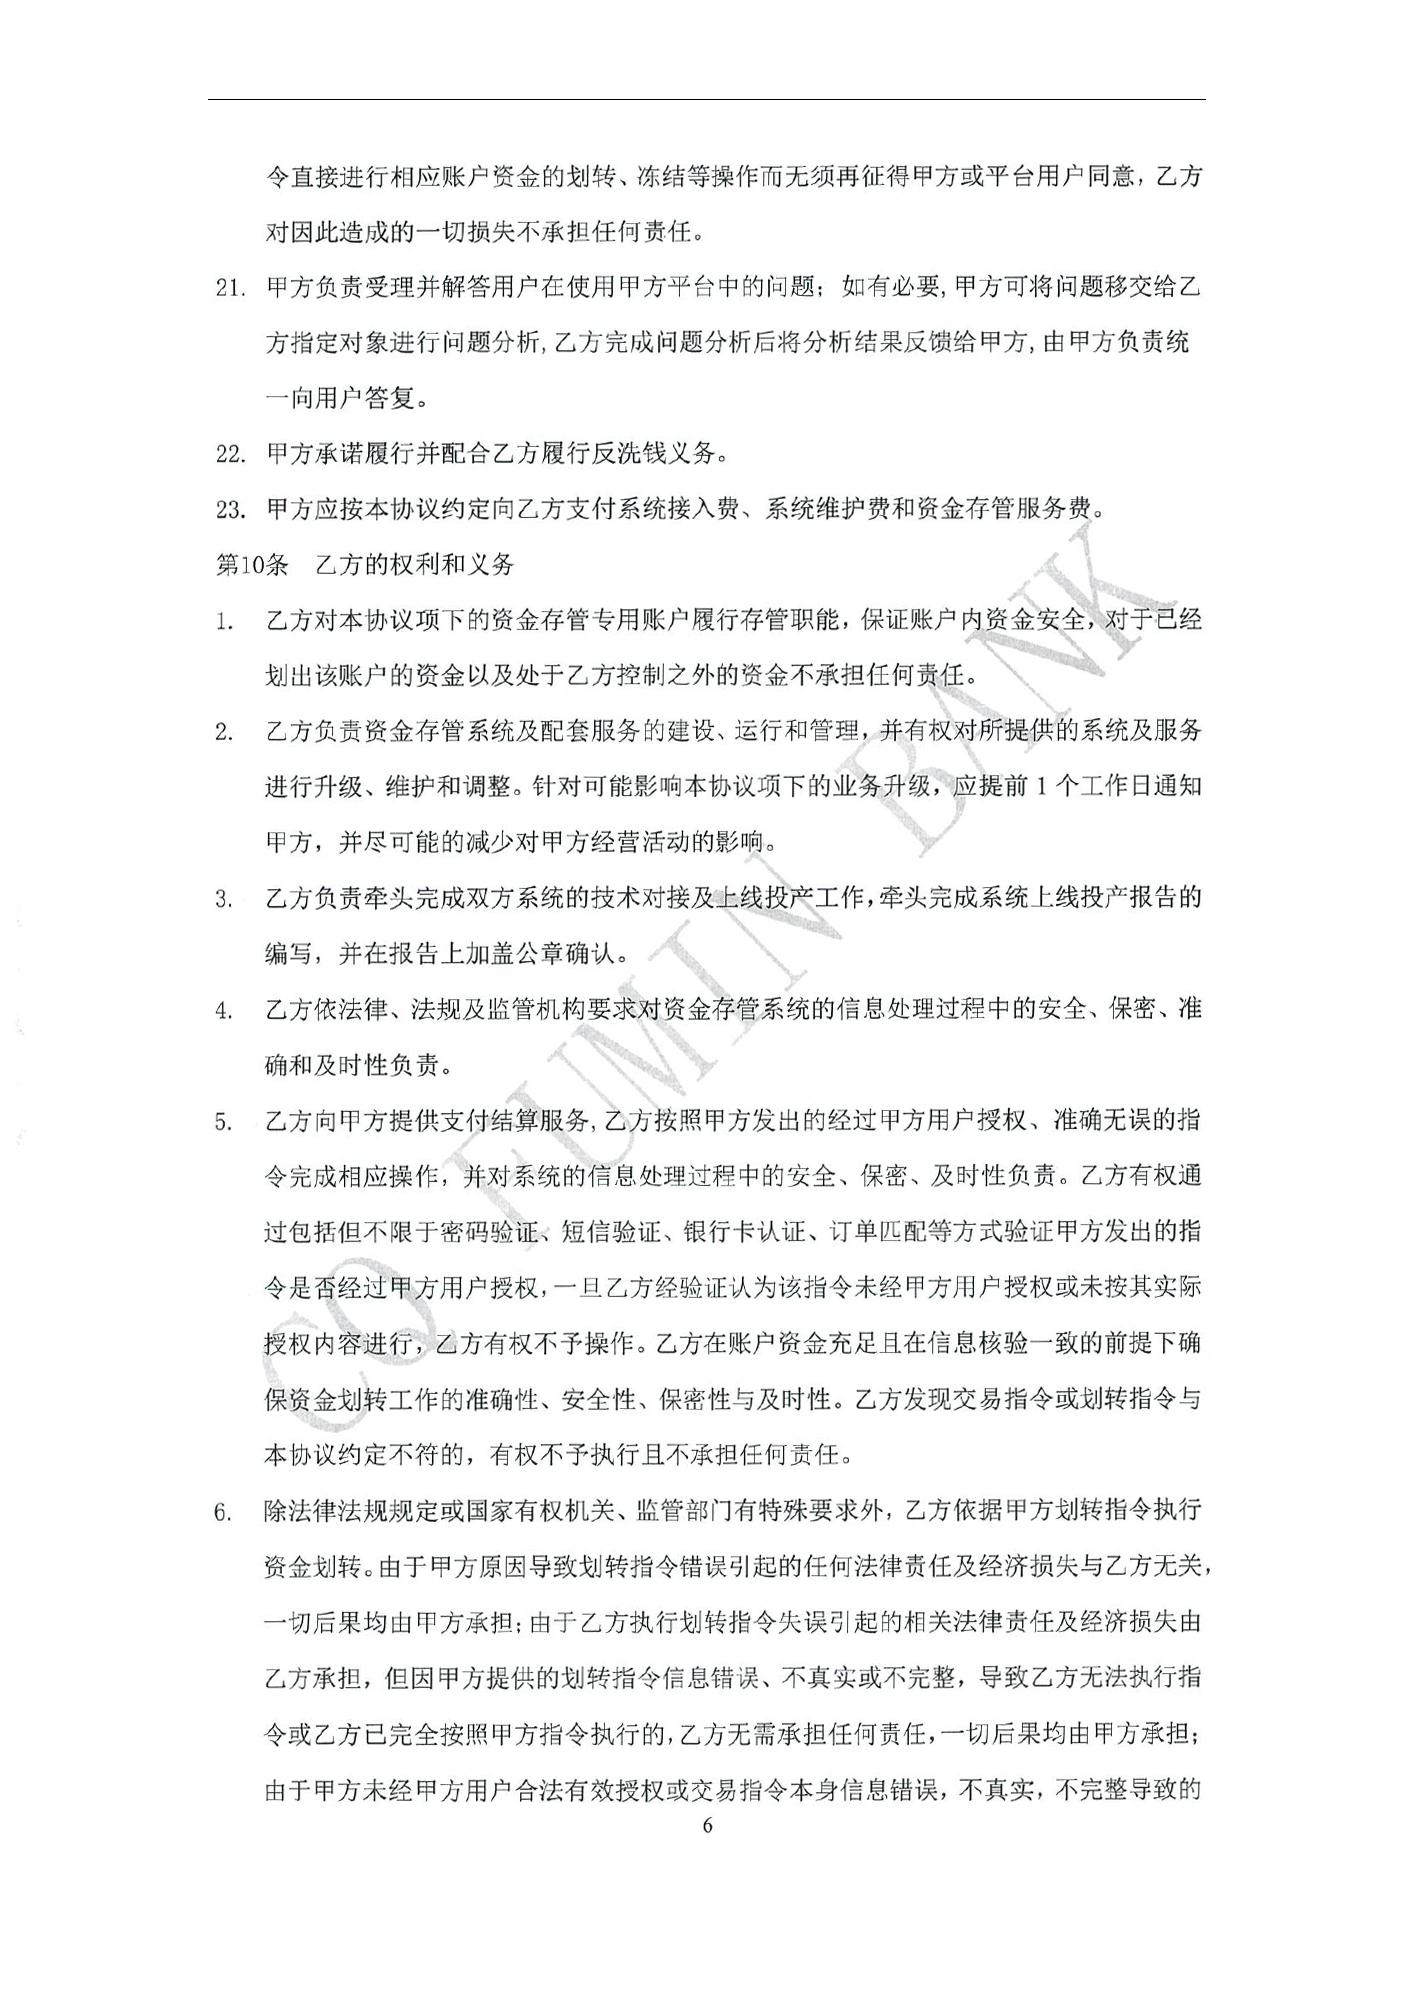 令直接进行相应账户资金的划转、冻结等操作而无须再征得甲方或平台用户同意，乙方
对因此造成的一切损失不承担任何责任。
21. 甲方负责受理并解答用户在使用甲方平台中的问题；如有必要,甲方可将问题移交给乙
方指定对象进行问题分析,乙方完成问题分析后将分析结果反馈给甲方,由甲方负责统
一向用户答复。
22. 甲方承诺履行并配合乙方履行反洗钱义务。
23. 甲方应按本协议约定向乙方支付系统接入费、系统维护费和资金存管服务费。
第10条 乙方的权利和义务
1. 乙方对本协议项下的资金存管专用账户履行存管职能，保证账户内资金安全，对于已经
划出该账户的资金以及处于乙方控制之外的资金不承担任何责任。
2. 乙方负责资金存管系统及配套服务的建设、运行和管理，并有权对所提供的系统及服务
进行升级、维护和调整。针对可能影响本协议项下的业务升级，应提前 1 个工作日通知
甲方，并尽可能的减少对甲方经营活动的影响。
3. 乙方负责牵头完成双方系统的技术对接及上线投产工作，牵头完成系统上线投产报告的
编写，并在报告上加盖公章确认。
4. 乙方依法律、法规及监管机构要求对资金存管系统的信息处理过程中的安全、保密、准
确和及时性负责。
5. 乙方向甲方提供支付结算服务,乙方按照甲方发出的经过甲方用户授权、准确无误的指
令完成相应操作，并对系统的信息处理过程中的安全、保密、及时性负责。乙方有权通
过包括但不限于密码验证、短信验证、银行卡认证、订单匹配等方式验证甲方发出的指
令是否经过甲方用户授权，一旦乙方经验证认为该指令未经甲方用户授权或未按其实际
授权内容进行，乙方有权不予操作。乙方在账户资金充足且在信息核验一致的前提下确
保资金划转工作的准确性、安全性、保密性与及时性。乙方发现交易指令或划转指令与
本协议约定不符的，有权不予执行且不承担任何责任。
6. 除法律法规规定或国家有权机关、监管部门有特殊要求外，乙方依据甲方划转指令执行
资金划转。由于甲方原因导致划转指令错误引起的任何法律责任及经济损失与乙方无关，
一切后果均由甲方承担；由于乙方执行划转指令失误引起的相关法律责任及经济损失由
乙方承担，但因甲方提供的划转指令信息错误、不真实或不完整，导致乙方无法执行指
令或乙方已完全按照甲方指令执行的，乙方无需承担任何责任，一切后果均由甲方承担；
由于甲方未经甲方用户合法有效授权或交易指令本身信息错误，不真实，不完整导致的
6
CQ FUMIN BANK